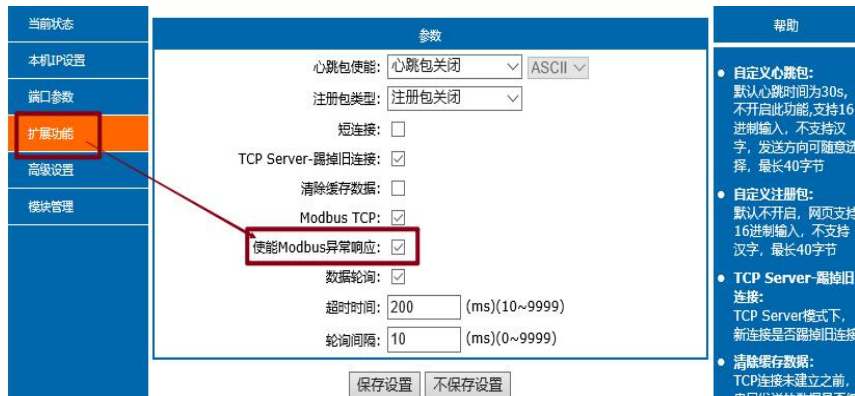 当前状态
本机IP设置
端口参数
扩展功能
高级设置
模块管理
参数
心跳包使能: 心跳包关闭 ASCII
注册包类型: 注册包关闭
短连接:
TCP Server-踢掉旧连接:
清除缓存数据:
Modbus TCP:
使能Modbus异常响应:
数据轮询:
超时时间: 200 (ms)(10~9999)
轮询间隔: 10 (ms)(0~9999)
保存设置 不保存设置
帮助
自定义心跳包:
默认心跳时间为30s,
不开启此功能,支持16
进制输入，不支持汉
字，发送方向可随意选
择，最长40字节
自定义注册包:
默认不开启，网页支持
16进制输入，不支持
汉字，最长40字节
TCP Server-踢掉旧
连接:
TCP Server模式下，
新连接是否踢掉旧连接
清除缓存数据:
TCP连接未建立之前，